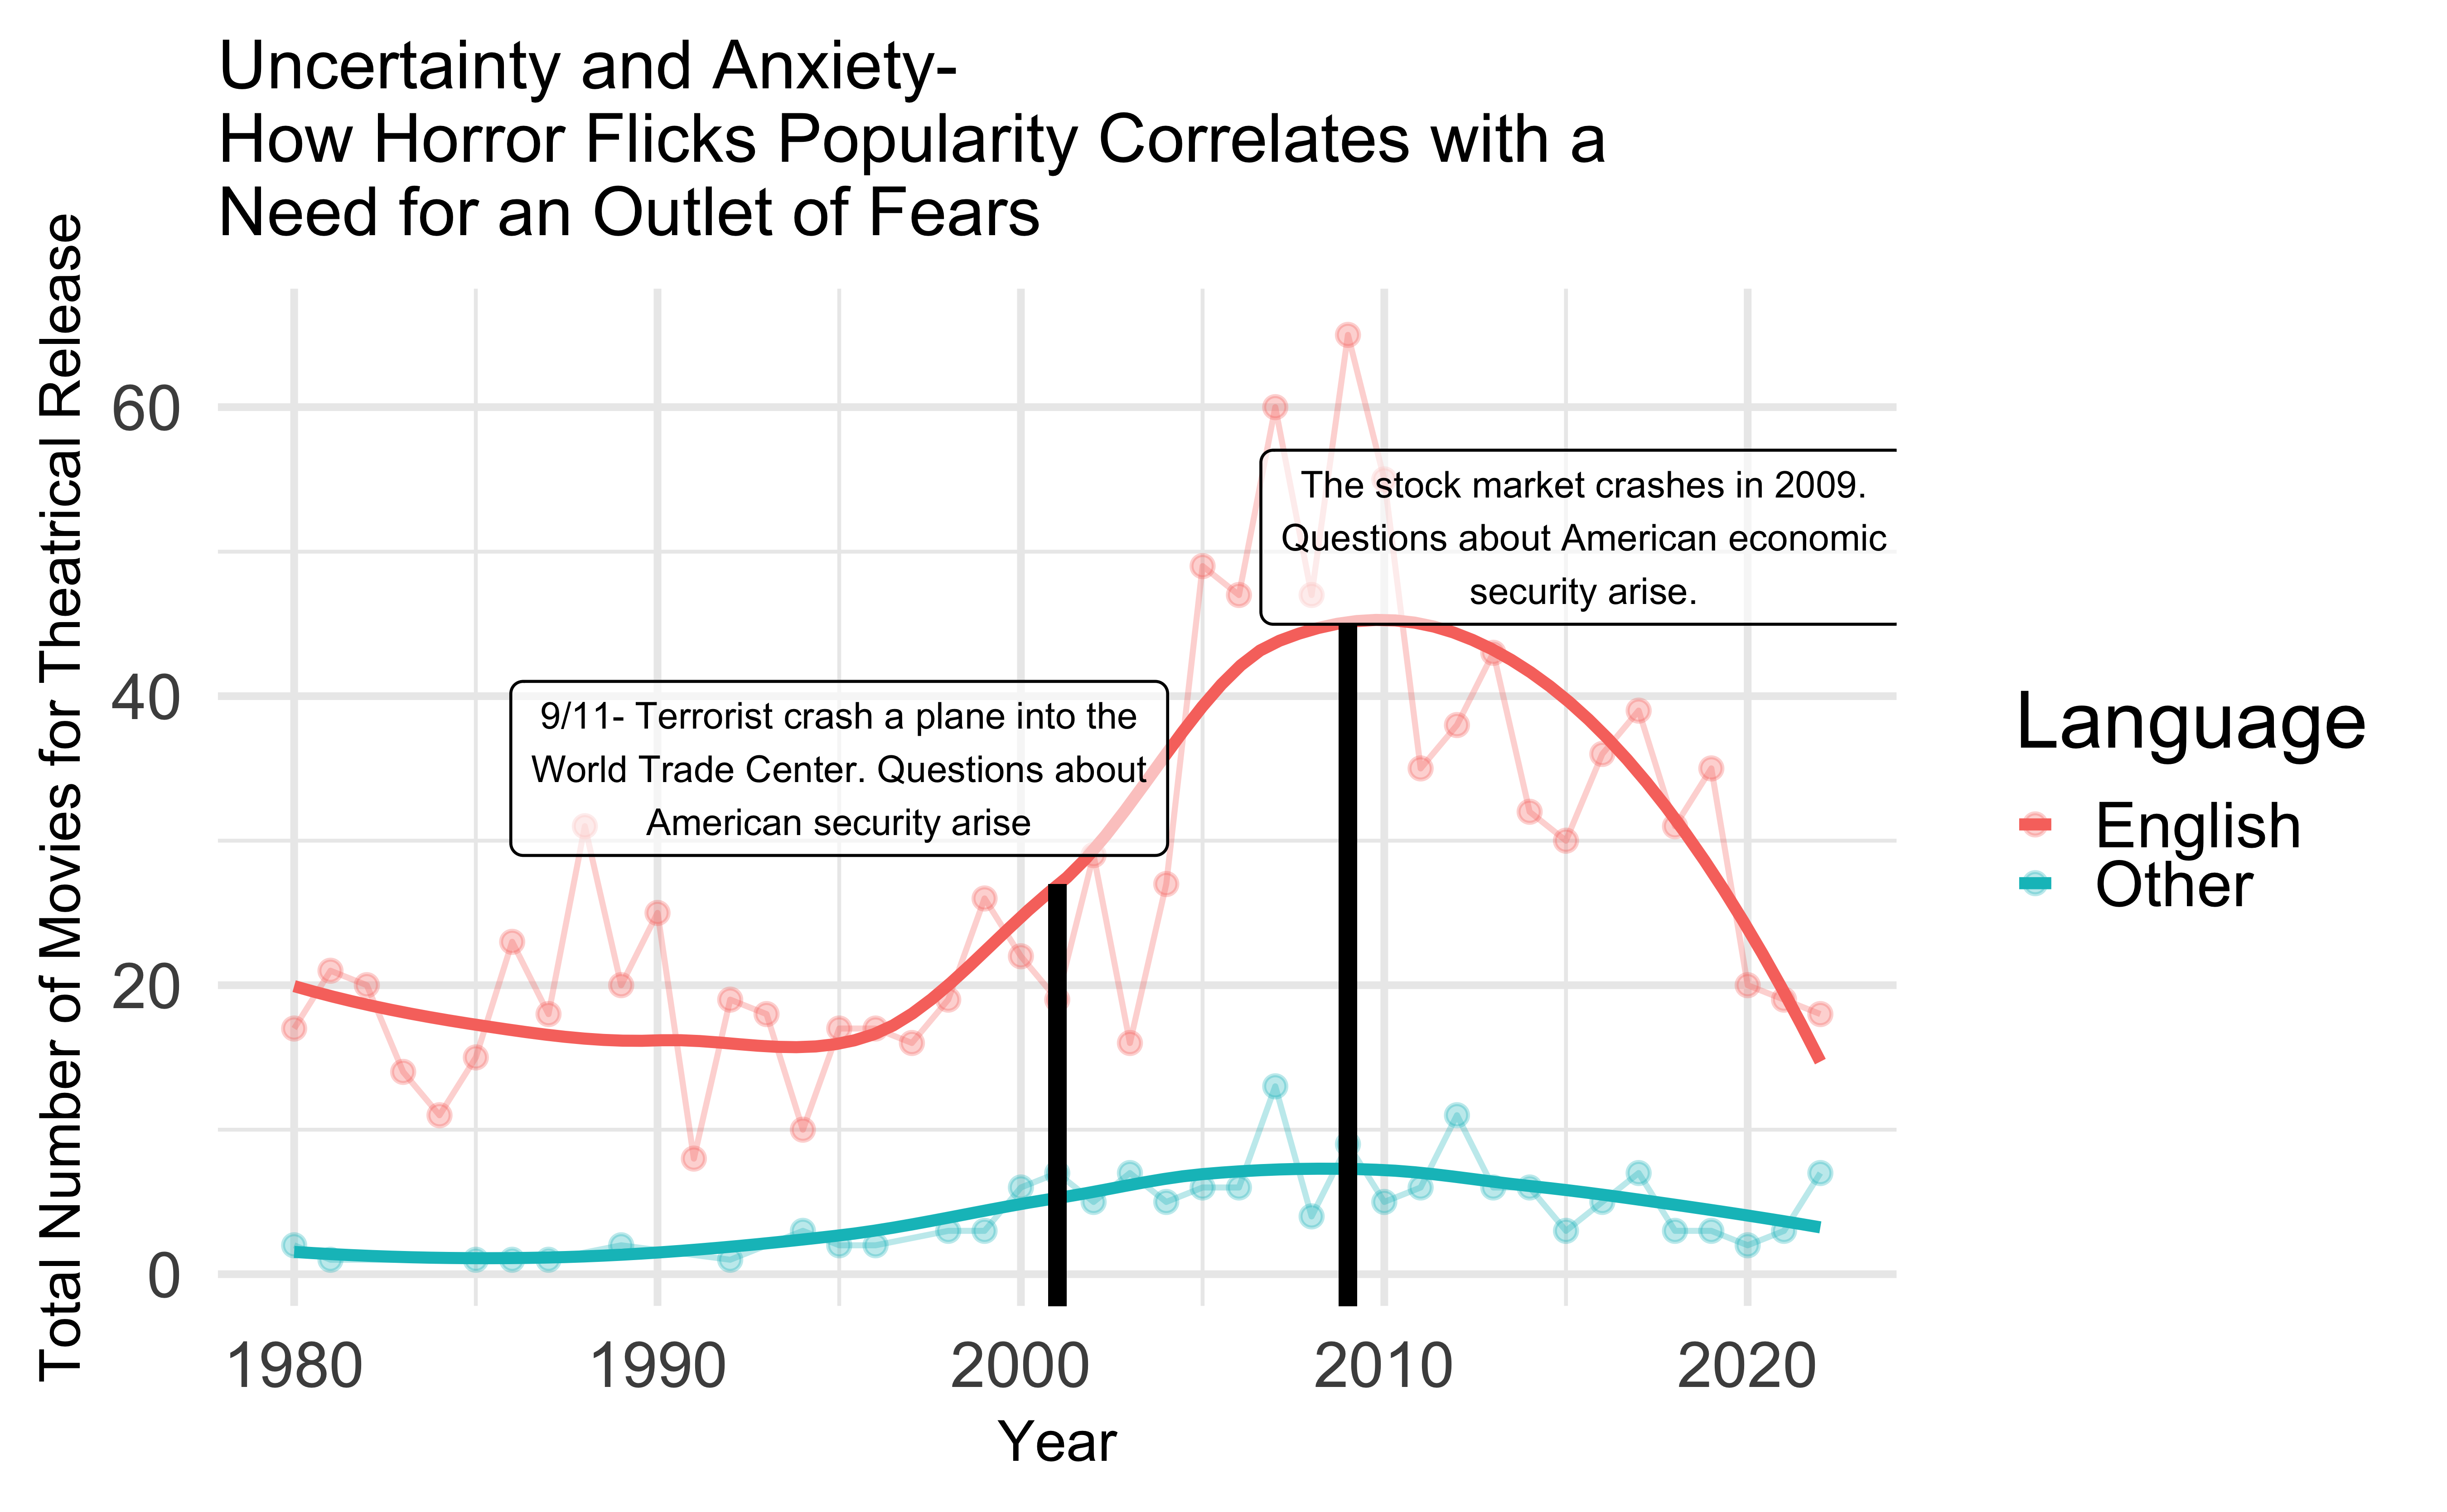 Uncertainty and Anxiety-
How Horror Flicks Popularity Correlates with a
Need for an Outlet of Fears
Total Number of Movies for Theatrical Release
60
40
20
0
The stock market crashes in 2009.
Questions about American economic
security arise.
9/11- Terrorist crash a plane into the
World Trade Center. Questions about
American security arise
1980
1990
2000
2010
2020
Year
Language
English
Other